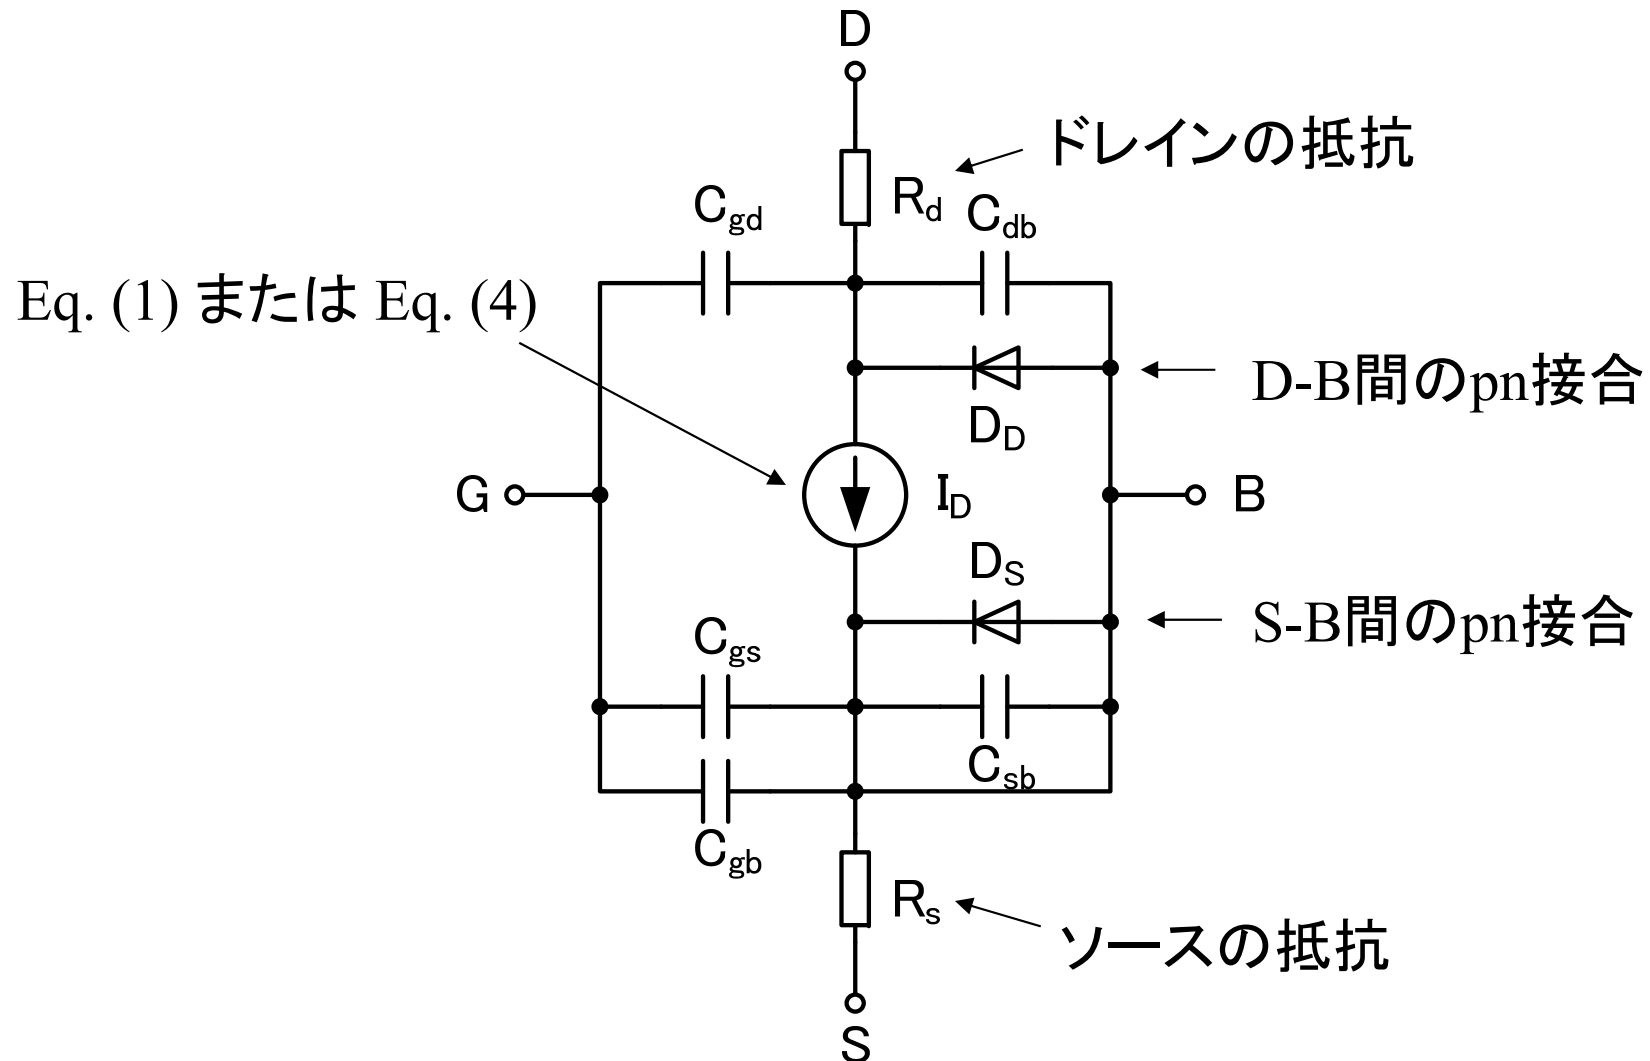 D
ドレインの抵抗
Rd
Cgd
Cdb
Eq. (1) または Eq. (4)
D-B間のpn接合
DD
G
ID
B
DS
S-B間のpn接合
Cgs
Csb
Cgb
Rs
ソースの抵抗
S